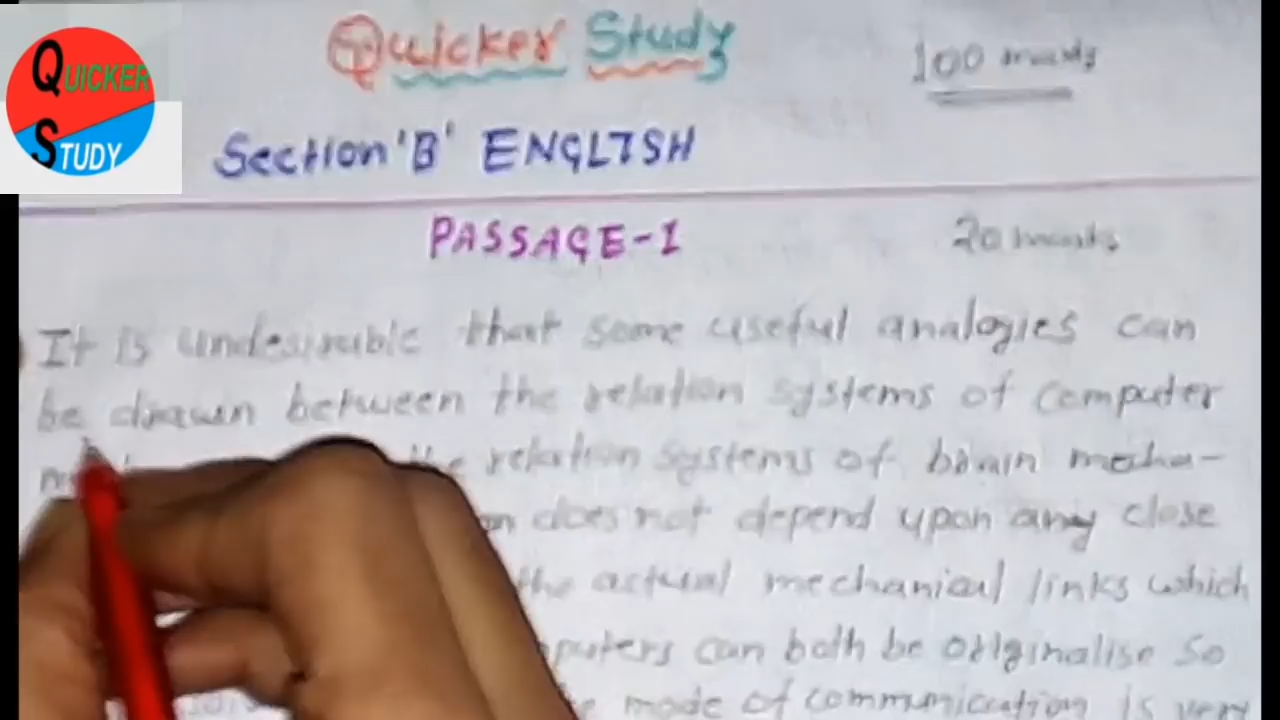 Quicker Study
100 marks
QUICKER
STUDY
Section 'B' ENGLISH
PASSAGE-I
20 marks
It is undesirable that some useful analogies can
be drawn between the relation systems of computer
the relation systems of brain mecha-
does not depend upon any close
the actual mechanical links which
puters can both be originalise so
mode of communication is very